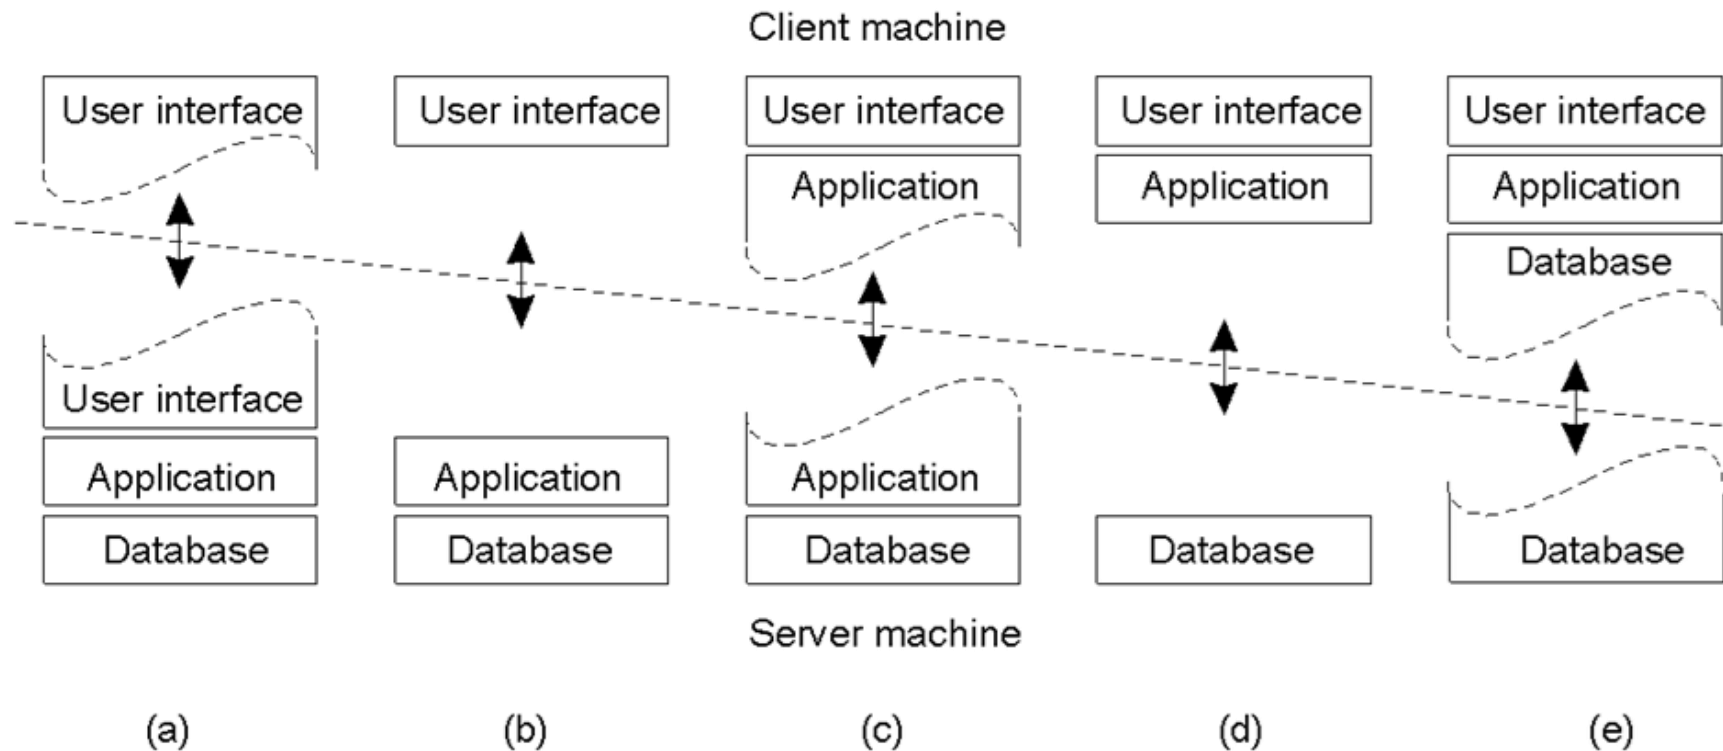 Client machine
User interface User interface User interface User interface User interface
Application Application Application
Database
User interface
Application Application Application
Database Database Database Database Database
Server machine
(a) (b) (c) (d) (e)